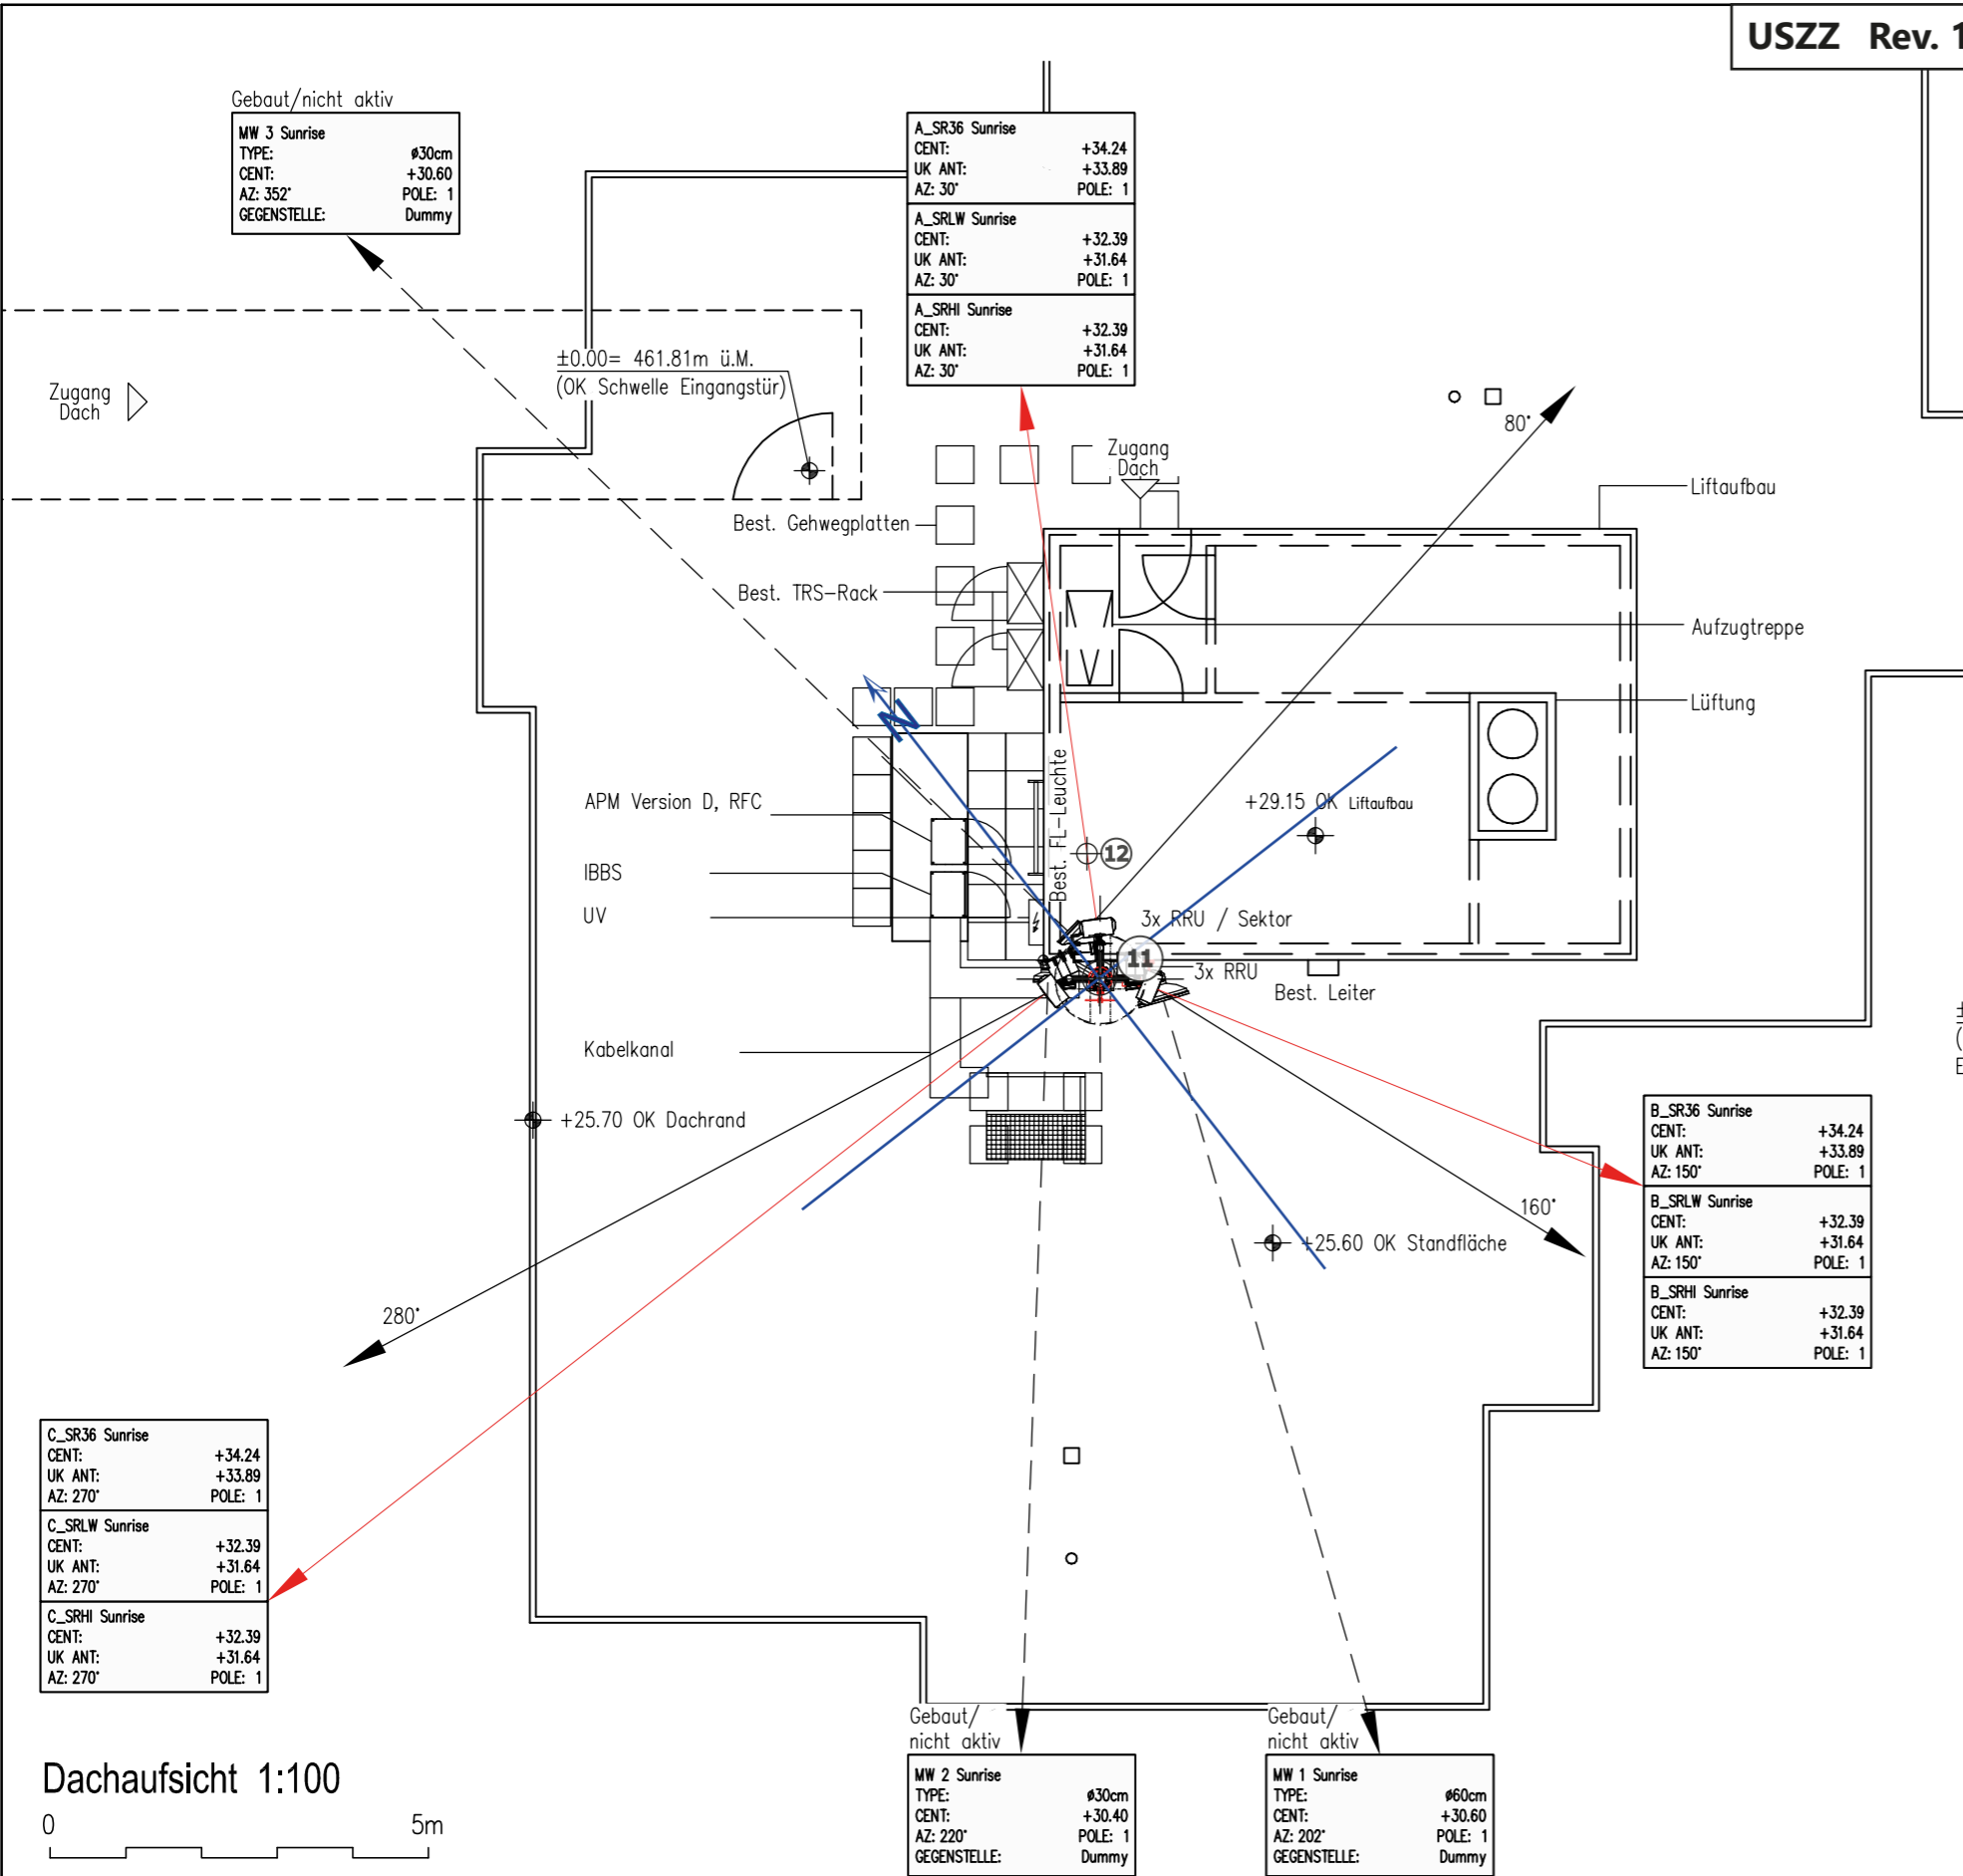 USZZ Rev. 1
Gebaut/nicht aktiv
MW 3 Sunrise
TYPE: ø30cm
CENT: +30.60
AZ: 352° POLE: 1
GEGENSTELLE: Dummy
A_SR36 Sunrise
CENT: +34.24
UK ANT: +33.89
AZ: 30° POLE: 1
A_SRLW Sunrise
CENT: +32.39
UK ANT: +31.64
AZ: 30° POLE: 1
A_SRHI Sunrise
CENT: +32.39
UK ANT: +31.64
AZ: 30° POLE: 1
±0.00= 461.81m ü.M.
(OK Schwelle Eingangstür)
Zugang
Dach
80°
Zugang
Dach
Liftaufbau
Best. Gehwegplatten
Best. TRS-Rack
Aufzugtreppe
Lüftung
N
APM Version D, RFC
Best. FL-Leuchte
+29.15 OK Liftaufbau
12
IBBS
UV
3x RRU / Sektor
11
3x RRU
Best. Leiter
Kabelkanal
±
(
E
+25.70 OK Dachrand
B_SR36 Sunrise
CENT: +34.24
UK ANT: +33.89
AZ: 150° POLE: 1
B_SRLW Sunrise
CENT: +32.39
UK ANT: +31.64
AZ: 150° POLE: 1
B_SRHI Sunrise
CENT: +32.39
UK ANT: +31.64
AZ: 150° POLE: 1
160°
+25.60 OK Standfläche
280°
C_SR36 Sunrise
CENT: +34.24
UK ANT: +33.89
AZ: 270° POLE: 1
C_SRLW Sunrise
CENT: +32.39
UK ANT: +31.64
AZ: 270° POLE: 1
C_SRHI Sunrise
CENT: +32.39
UK ANT: +31.64
AZ: 270° POLE: 1
Gebaut/
nicht aktiv
MW 2 Sunrise
TYPE: ø30cm
CENT: +30.40
AZ: 220° POLE: 1
GEGENSTELLE: Dummy
Gebaut/
nicht aktiv
MW 1 Sunrise
TYPE: ø60cm
CENT: +30.60
AZ: 202° POLE: 1
GEGENSTELLE: Dummy
Dachaufsicht 1:100
0 5m